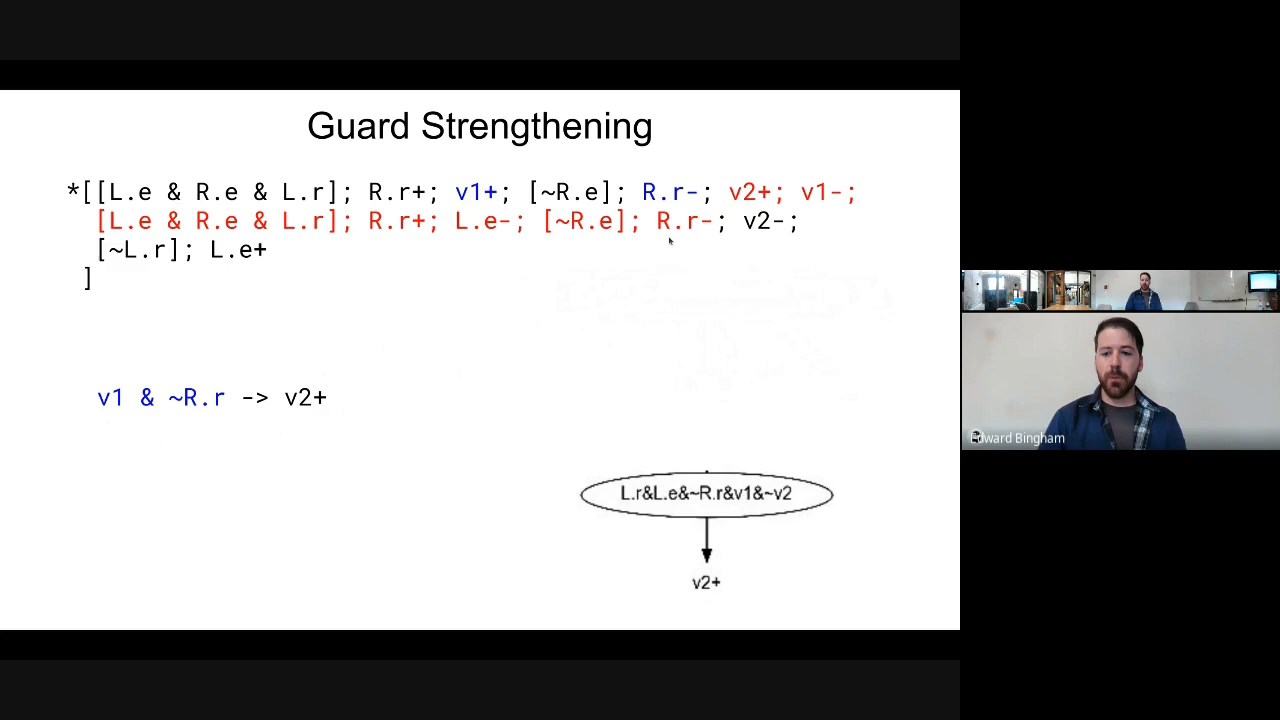 Guard Strengthening
*[[L.e & R.e & L.r]; R.r+; v1+; [~R.e]; R.r-; v2+; v1-;
[L.e & R.e & L.r]; R.r+; L.e-; [~R.e]; R.r-; v2-;
[~L.r]; L.e+
]
v1 & ~R.r -> v2+
L.r&L.e&~R.r&v1&~v2
v2+
Edward Bingham